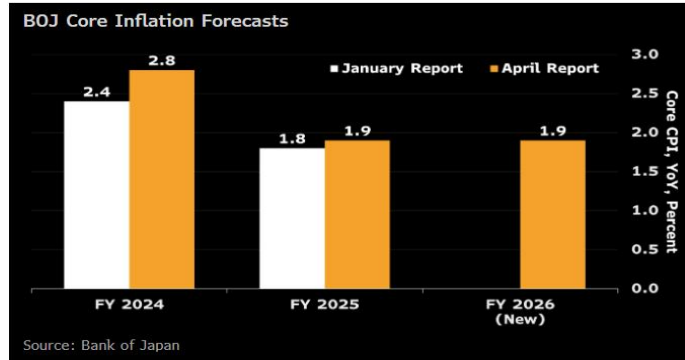 BOJ Core Inflation Forecasts
January Report
April Report
2.4
2.8
1.8
1.9
1.9
3.0
2.5
2.0
1.5
1.0
0.5
0.0
Core CPI, YoY, Percent
FY 2024
FY 2025
FY 2026
(New)
Source: Bank of Japan